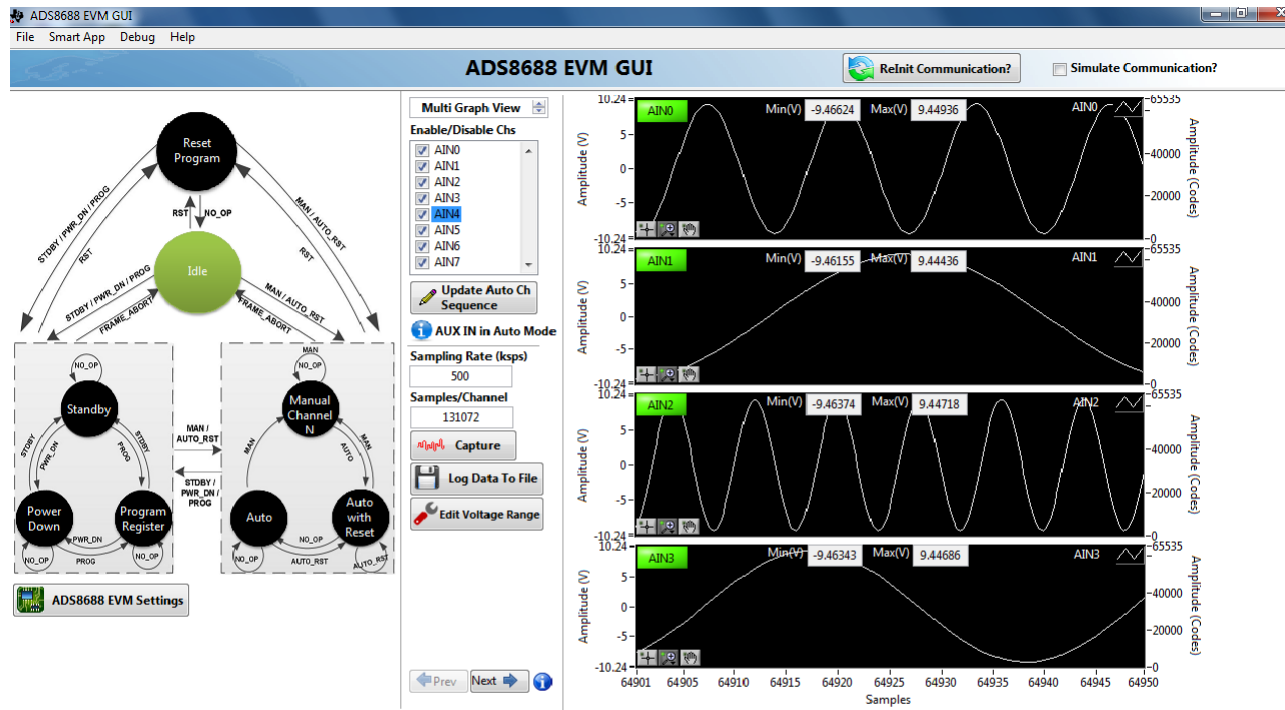 ADS8688 EVM GUI
File Smart App Debug Help
ADS8688 EVM GUI
ReInit Communication?
Simulate Communication?
Reset
Program
STDBY / PWR_DN / PROG
RST
RST
NO_OP
MAN / AUTO_RST
RST
Idle
STDBY / PWR_DN / PROG
FRAME_ABORT
MAN / AUTO_RST
FRAME_ABORT
NO_OP
Standby
STDBY
PWR_DN
STDBY
PROG
Power
Down
Program
Register
PWR_DN
PROG
NO_OP
NO_OP
MAN /
AUTO_RST
STDBY /
PWR_DN /
PROG
MAN
NO_OP
Manual
Channel
N
MAN
MAN
AUTO
Auto
Auto
with
Reset
NO_OP
AUTO_RST
NO_OP
AUTO_RST
ADS8688 EVM Settings
Multi Graph View
Enable/Disable Chs
AIN0
AIN1
AIN2
AIN3
AIN4
AIN5
AIN6
AIN7
Update Auto Ch
Sequence
AUX IN in Auto Mode
Sampling Rate (ksps)
500
Samples/Channel
131072
Capture
Log Data To File
Edit Voltage Range
Prev Next
AIN0 Min(V) -9.46624 Max(V) 9.44936 AIN0
10.24
5
0
-5
-10.24
Amplitude (V)
65535
40000
20000
0
Amplitude (Codes)
AIN1 Min(V) -9.46155 Max(V) 9.44436 AIN1
10.24
5
0
-5
-10.24
Amplitude (V)
65535
40000
20000
0
Amplitude (Codes)
AIN2 Min(V) -9.46374 Max(V) 9.44718 AIN2
10.24
5
0
-5
-10.24
Amplitude (V)
65535
40000
20000
0
Amplitude (Codes)
AIN3 Min(V) -9.46343 Max(V) 9.44686 AIN3
10.24
5
0
-5
-10.24
Amplitude (V)
65535
40000
20000
0
Amplitude (Codes)
64901 64905 64910 64915 64920 64925 64930 64935 64940 64945 64950
Samples